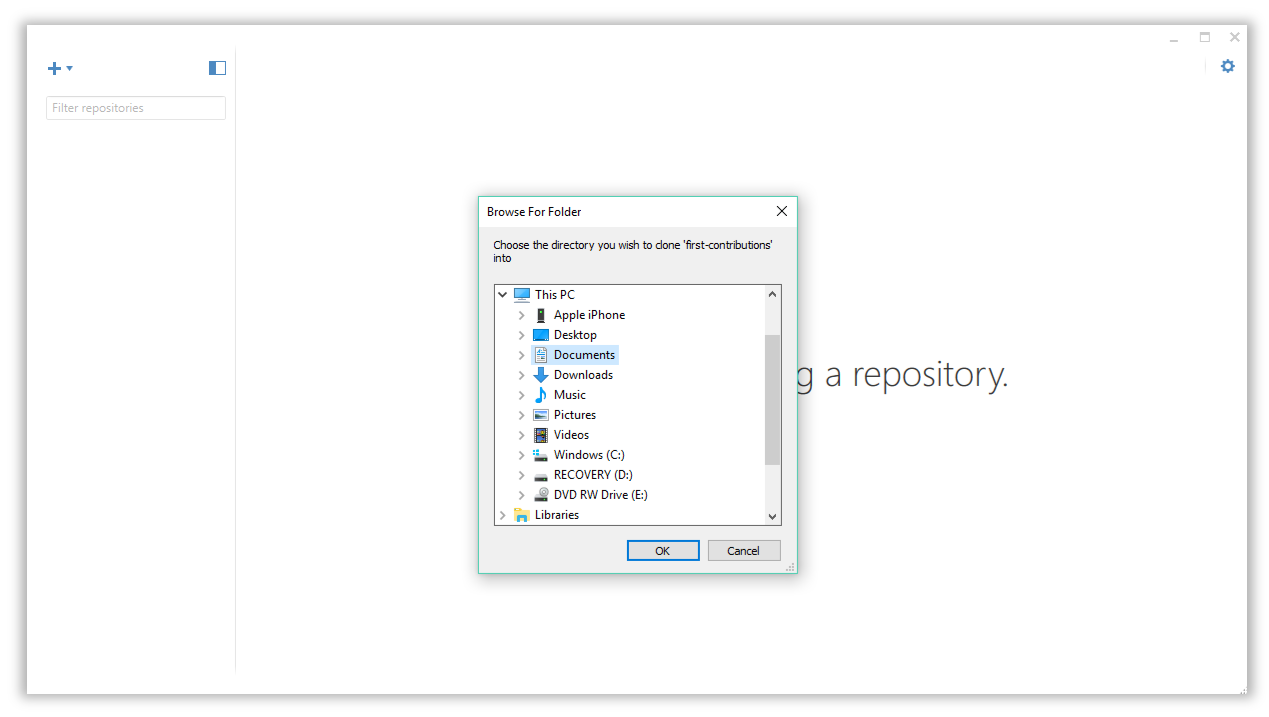 Filter repositories
Browse For Folder
Choose the directory you wish to clone 'first-contributions'
into
This PC
Apple iPhone
Desktop
Documents
Downloads
Music
Pictures
Videos
Windows (C:)
RECOVERY (D:)
DVD RW Drive (E:)
Libraries
OK
Cancel
a repository.